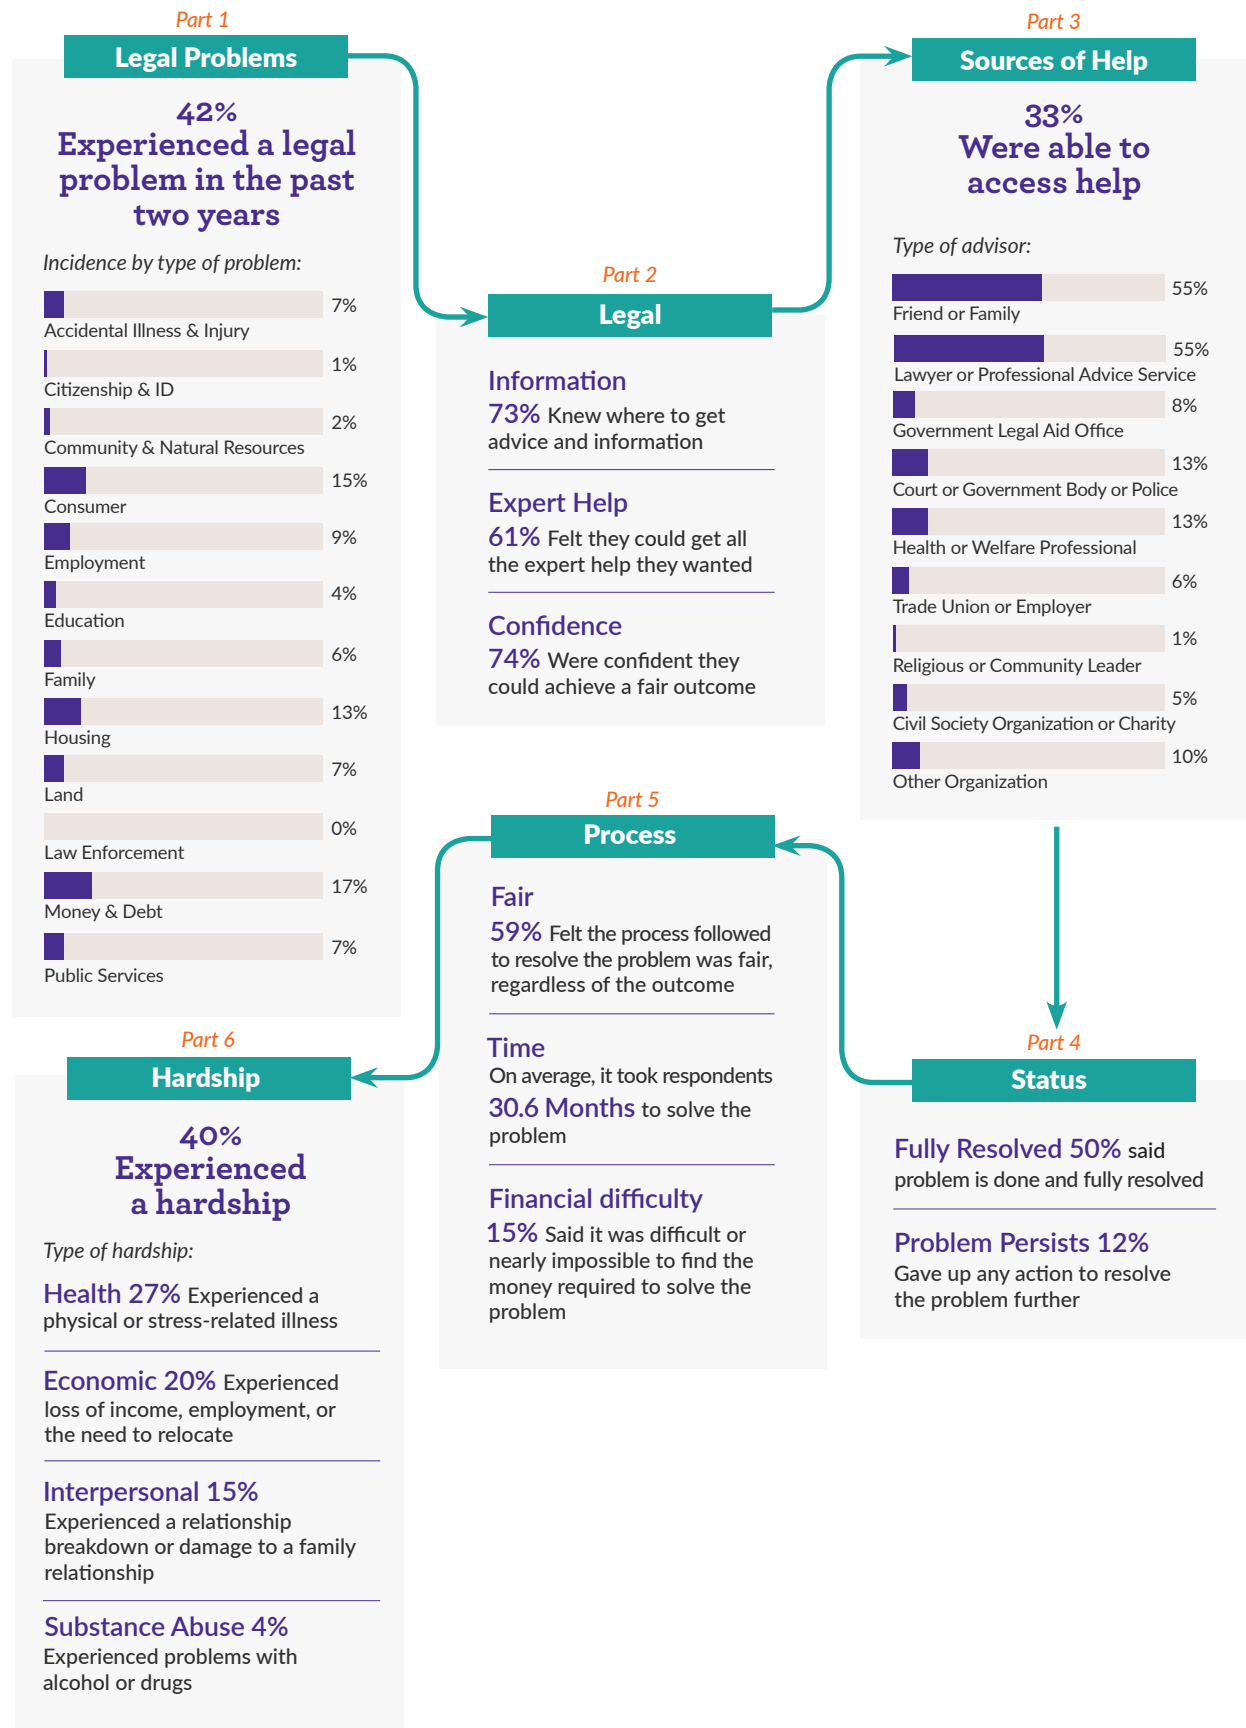 Part 1
Legal Problems
42%
Experienced a legal
problem in the past
two years
Incidence by type of problem:
7%
Accidental Illness & Injury
1%
Citizenship & ID
2%
Community & Natural Resources
15%
Consumer
9%
Employment
4%
Education
6%
Family
13%
Housing
7%
Land
0%
Law Enforcement
17%
Money & Debt
7%
Public Services
Part 2
Legal
Information
73% Knew where to get
advice and information
Expert Help
61% Felt they could get all
the expert help they wanted
Confidence
74% Were confident they
could achieve a fair outcome
Part 3
Sources of Help
33%
Were able to
access help
Type of advisor:
55%
Friend or Family
55%
Lawyer or Professional Advice Service
8%
Government Legal Aid Office
13%
Court or Government Body or Police
13%
Health or Welfare Professional
6%
Trade Union or Employer
1%
Religious or Community Leader
5%
Civil Society Organization or Charity
10%
Other Organization
Part 4
Status
Fully Resolved 50% said
problem is done and fully resolved
Problem Persists 12%
Gave up any action to resolve
the problem further
Part 5
Process
Fair
59% Felt the process followed
to resolve the problem was fair,
regardless of the outcome
Time
On average, it took respondents
30.6 Months to solve the
problem
Financial difficulty
15% Said it was difficult or
nearly impossible to find the
money required to solve the
problem
Part 6
Hardship
40%
Experienced
a hardship
Type of hardship:
Health 27% Experienced a
physical or stress-related illness
Economic 20% Experienced
loss of income, employment, or
the need to relocate
Interpersonal 15%
Experienced a relationship
breakdown or damage to a family
relationship
Substance Abuse 4%
Experienced problems with
alcohol or drugs